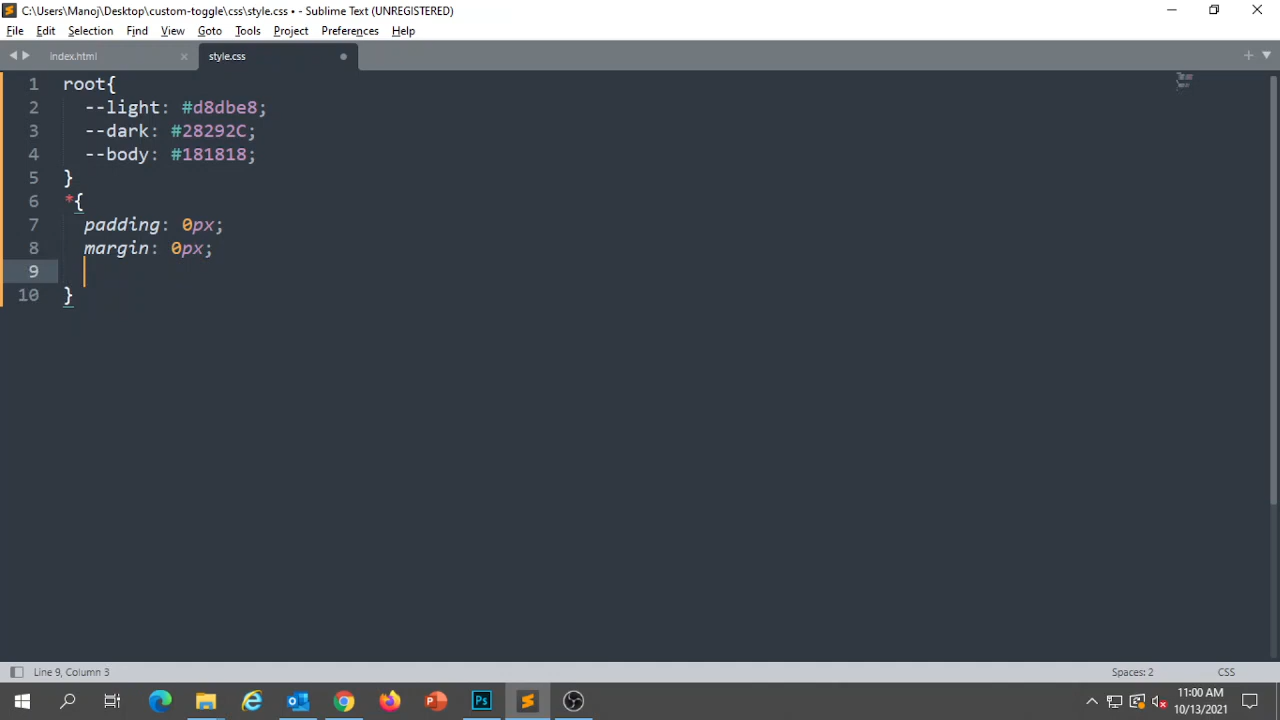 C:\Users\Manoj\Desktop\custom-toggle\css\style.css • - Sublime Text (UNREGISTERED)
File Edit Selection Find View Goto Tools Project Preferences Help
index.html style.css
1 root{
2 --light: #d8dbe8;
3 --dark: #28292C;
4 --body: #181818;
5 }
6 *{
7 padding: 0px;
8 margin: 0px;
9
10 }
Line 9, Column 3 Spaces: 2 CSS
11:00 AM
10/13/2021